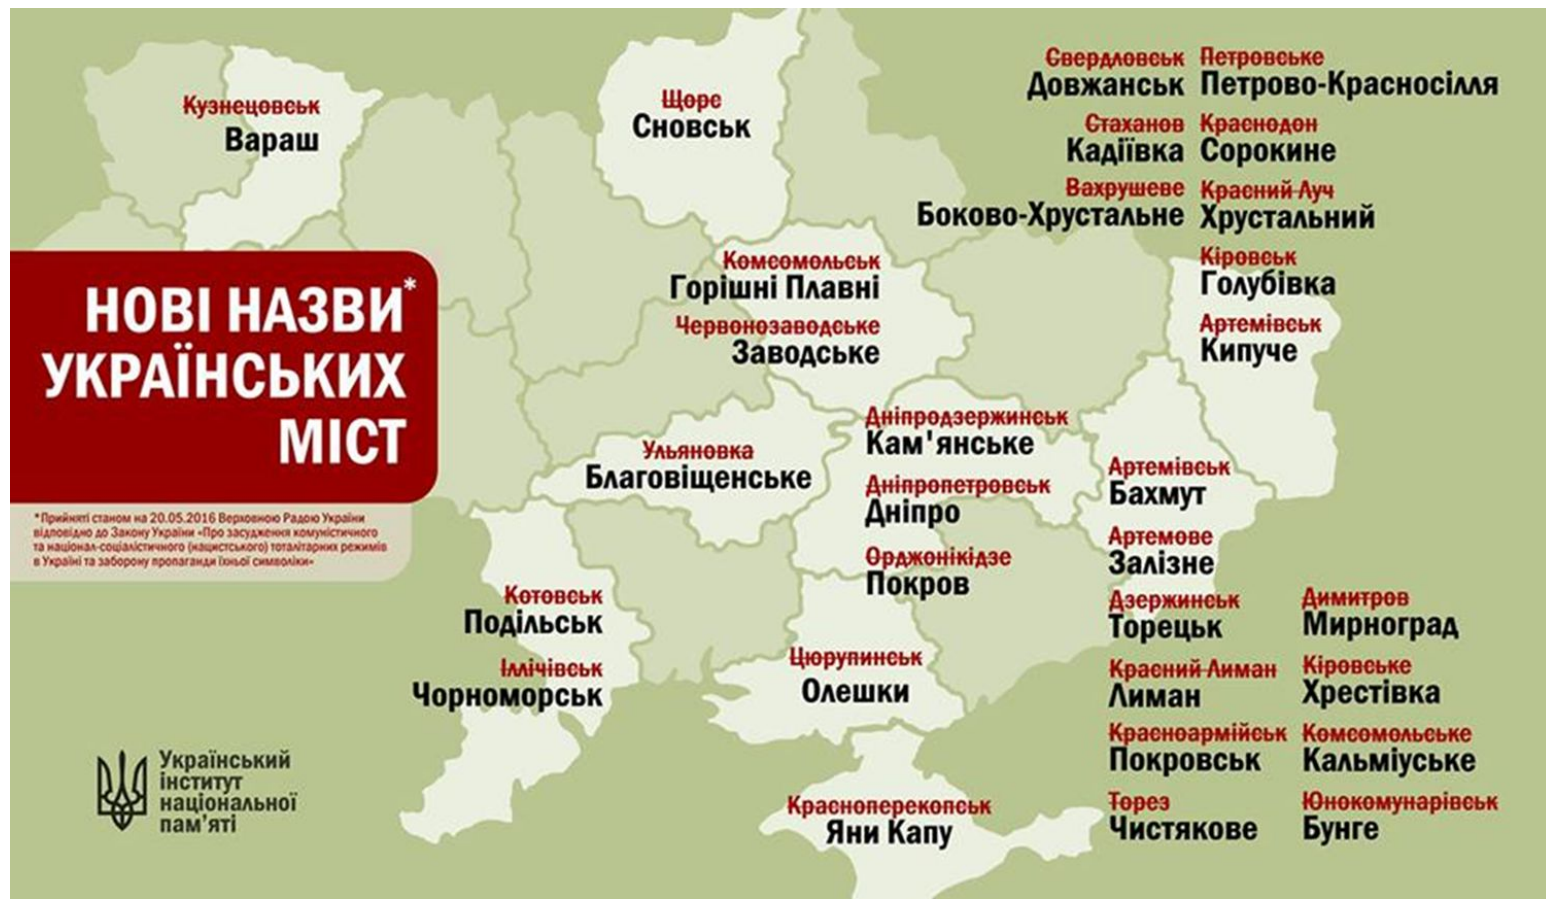 Кузнецовськ
Вараш
Щорс
Сновськ
Свердловськ
Довжанськ
Петровське
Петрово-Красносілля
Стаханов
Кадіївка
Краснодон
Сорокине
Вахрушеве
Боково-Хрустальне
Красний Луч
Хрустальний
Кіровськ
Голубівка
Артемівськ
Кипуче
НОВІ НАЗВИ*
УКРАЇНСЬКИХ
МІСТ
*Прийняті станом на 20.05.2016 Верховною Радою України
відповідно до Закону України «Про засудження комуністичного
та націонал-соціалістичного (нацистського) тоталітарних режимів
в Україні та заборону пропаганди їхньої символіки»
Комсомольськ
Горішні Плавні
Червонозаводське
Заводське
Ульяновка
Благовіщенське
Дніпродзержинськ
Кам'янське
Дніпропетровськ
Дніпро
Орджонікідзе
Покров
Артемівськ
Бахмут
Артемове
Залізне
Дзержинськ
Торецьк
Димитров
Мирноград
Красний Лиман
Лиман
Кіровське
Хрестівка
Красноармійськ
Покровськ
Комсомольське
Кальміуське
Торез
Чистякове
Юнокомунарівськ
Бунге
Котовськ
Подільськ
Іллічівськ
Чорноморськ
Цюрупинськ
Олешки
Красноперекопськ
Яни Капу
Український
інститут
національної
пам’яті